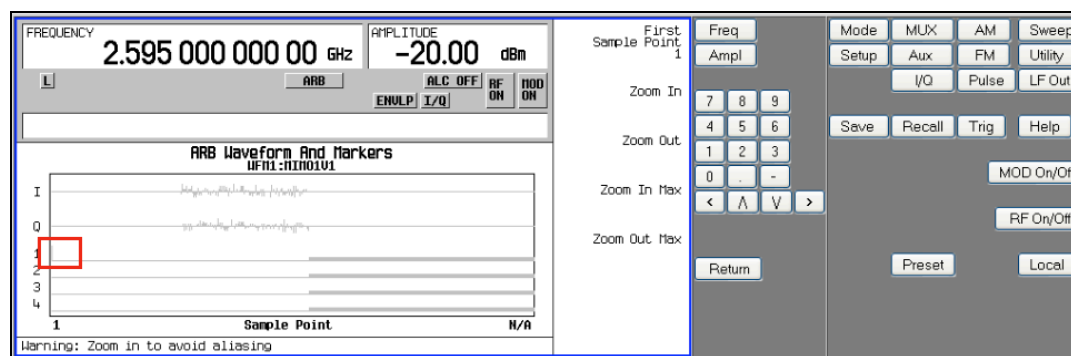 FREQUENCY
2.595 000 000 00 GHz
AMPLITUDE
-20.00 dBm
L
ARB
ALC OFF
ENVLP
I/Q
RF ON
MOD ON
ARB Waveform And Markers
WFM1:MIMO1V1
I
Q
1
2
3
4
1
Sample Point
N/A
Warning: Zoom in to avoid aliasing
First
Sample Point
1
Zoom In
Zoom Out
Zoom In Max
Zoom Out Max
Freq
Ampl
7 8 9
4 5 6
1 2 3
0 . -
< Λ V >
Return
Mode MUX AM Sweep
Setup Aux FM Utility
I/Q Pulse LF Out
Save Recall Trig Help
MOD On/Off
RF On/Off
Preset Local